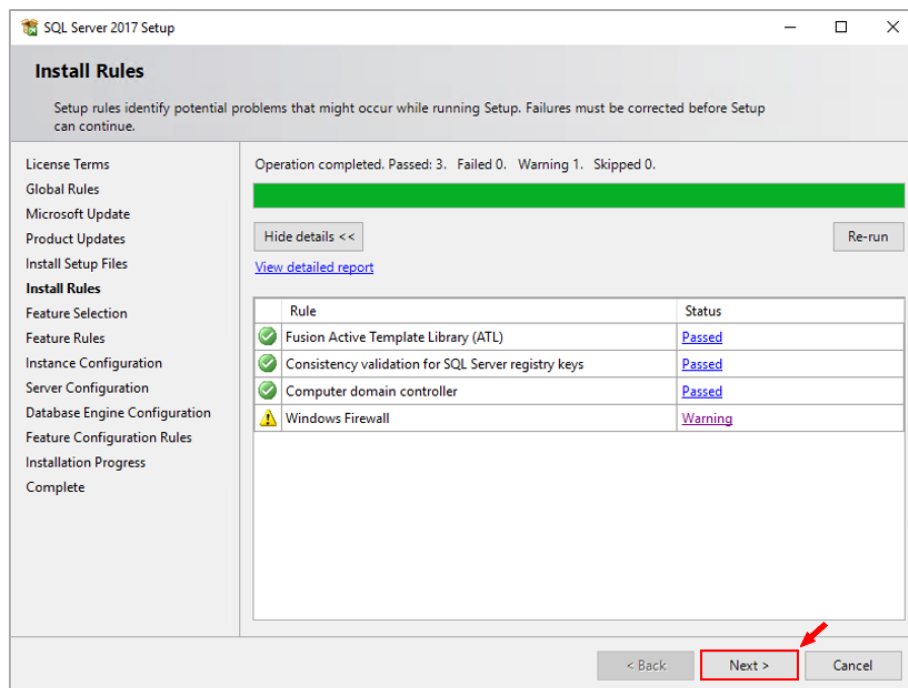 SQL Server 2017 Setup
Install Rules
Setup rules identify potential problems that might occur while running Setup. Failures must be corrected before Setup
can continue.
License Terms
Global Rules
Microsoft Update
Product Updates
Install Setup Files
Install Rules
Feature Selection
Feature Rules
Instance Configuration
Server Configuration
Database Engine Configuration
Feature Configuration Rules
Installation Progress
Complete
Operation completed. Passed: 3.   Failed 0.   Warning 1.   Skipped 0.
Hide details <<
Re-run
View detailed report
Rule Status
Fusion Active Template Library (ATL) Passed
Consistency validation for SQL Server registry keys Passed
Computer domain controller Passed
Windows Firewall Warning
< Back
Next >
Cancel